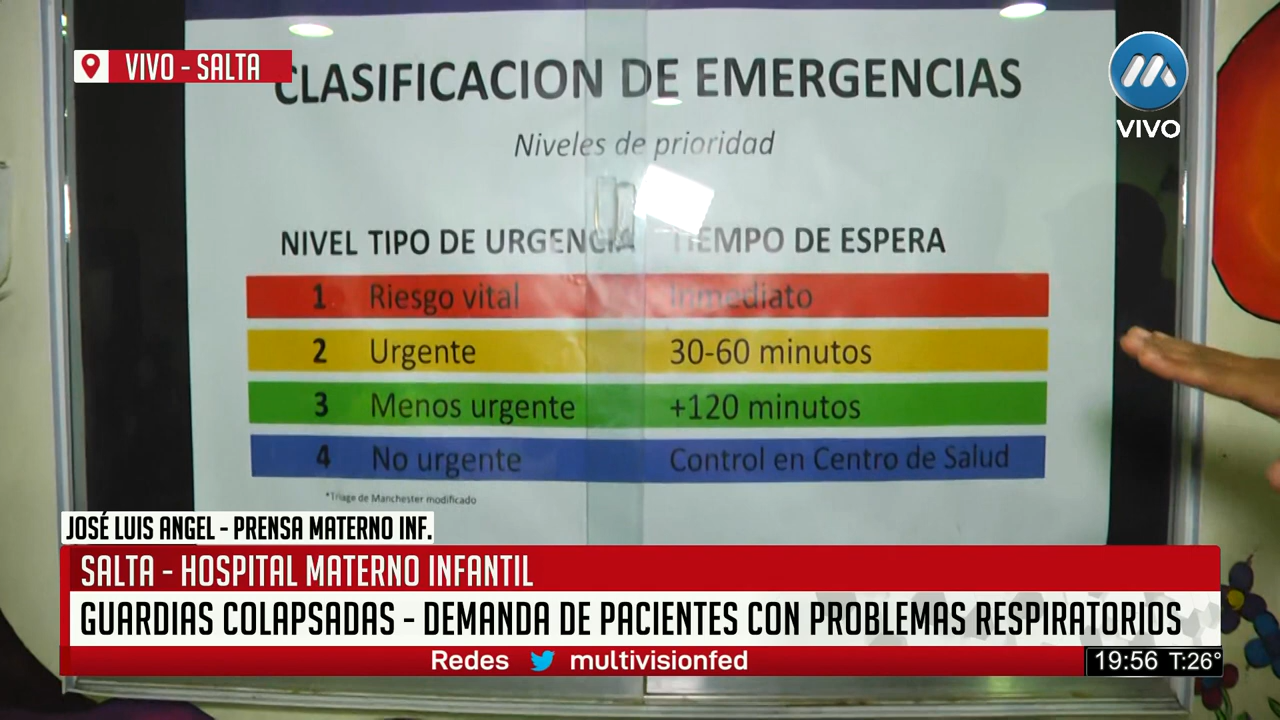 VIVO - SALTA
CLASIFICACION DE EMERGENCIAS
VIVO
Niveles de prioridad
NIVEL TIPO DE URGENCIA TIEMPO DE ESPERA
1 Riesgo vital Inmediato
2 Urgente 30-60 minutos
3 Menos urgente +120 minutos
4 No urgente Control en Centro de Salud
*Triage de Manchester modificado
JOSÉ LUIS ANGEL - PRENSA MATERNO INF.
SALTA - HOSPITAL MATERNO INFANTIL
GUARDIAS COLAPSADAS - DEMANDA DE PACIENTES CON PROBLEMAS RESPIRATORIOS
Redes multivisionfed
19:56 T:26°